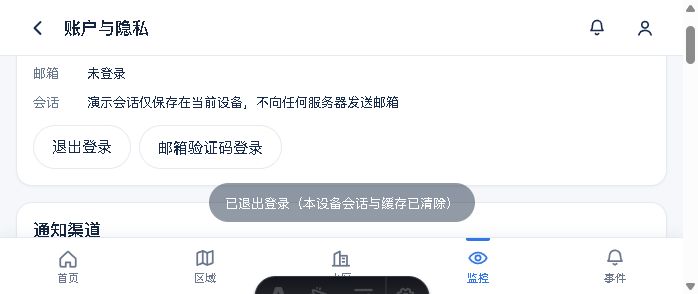 账户与隐私
邮箱 未登录
会话 演示会话仅保存在当前设备，不向任何服务器发送邮箱
退出登录 邮箱验证码登录
已退出登录（本设备会话与缓存已清除）
通知渠道
首页 区域 监控 事件